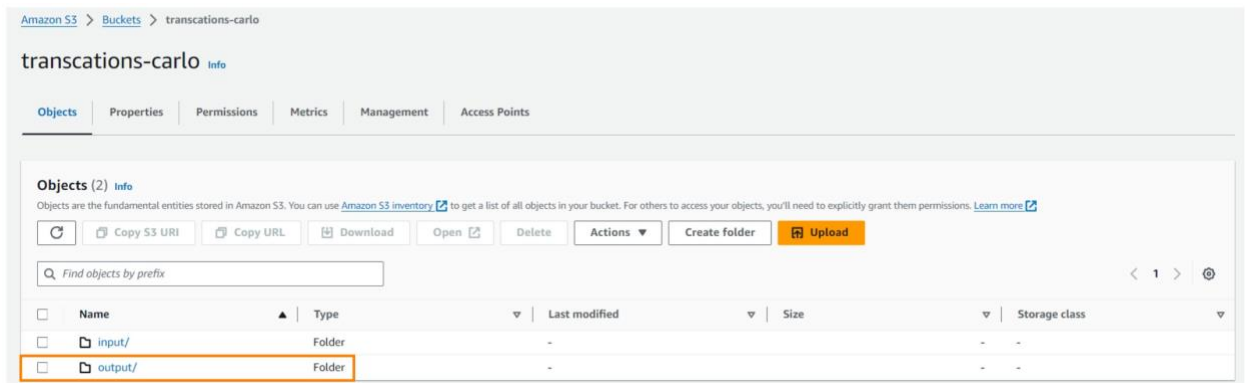 Amazon S3 > Buckets > transcations-carlo
transcations-carlo Info
Objects Properties Permissions Metrics Management Access Points
Objects (2) Info
Objects are the fundamental entities stored in Amazon S3. You can use Amazon S3 inventory to get a list of all objects in your bucket. For others to access your objects, you'll need to explicitly grant them permissions. Learn more
Copy S3 URI Copy URL Download Open Delete Actions Create folder Upload
Find objects by prefix < 1 >
Name Type Last modified Size Storage class
input/ Folder - - -
output/ Folder - - -